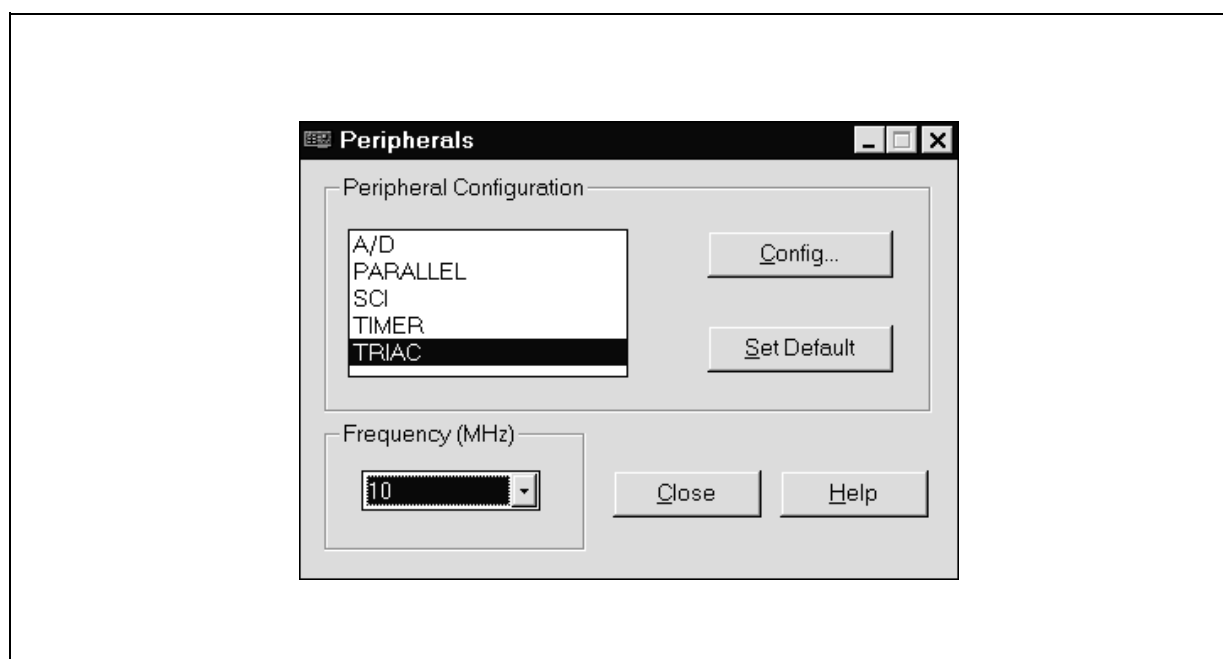 Peripherals
Peripheral Configuration
A/D
PARALLEL
SCI
TIMER
TRIAC
Config...
Set Default
Frequency (MHz)
10
Close
Help